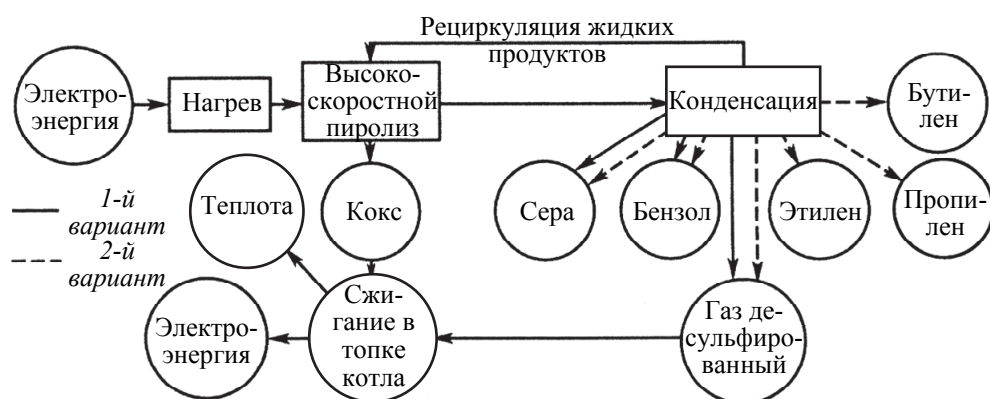 Рециркуляция жидких
продуктов
Электро-
энергия
Нагрев
Высоко-
скоростной
пиролиз
Конденсация
Бути-
лен
1-й
вариант
2-й
вариант
Теплота
Кокс
Сера
Бензол
Этилен
Пропи-
лен
Электро-
энергия
Сжи-
гание в
топке
котла
Газ де-
сульфиро-
ванный